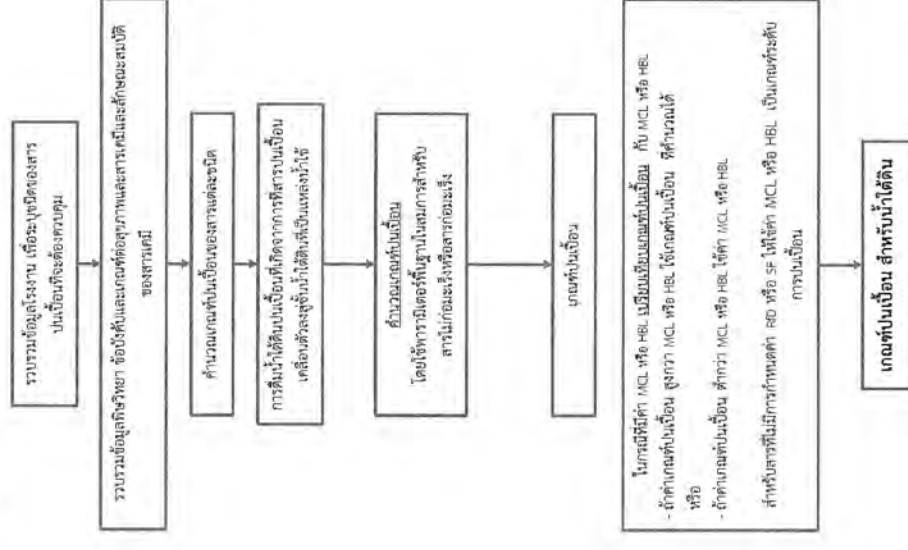 รวบรวมข้อมูลโรงงาน เพื่อระบุชนิดของสาร
ปนเปื้อนที่จะต้องควบคุม
รวบรวมข้อมูลพิษวิทยา ข้อบังคับและเกณฑ์ต่อสุขภาพและสารเคมีและลักษณะสมบัติ
ของสารเคมี
คำนวณเกณฑ์ปนเปื้อนของสารแต่ละชนิด
การดื่มน้ำใต้ดินปนเปื้อนที่เกิดจากการที่สารปนเปื้อน
เคลื่อนตัวลงสู่ชั้นน้ำใต้ดินที่เป็นแหล่งน้ำใช้
คำนวณเกณฑ์ปนเปื้อน
โดยใช้พารามิเตอร์พื้นฐานในสมการสำหรับ
สารไม่ก่อมะเร็งหรือสารก่อมะเร็ง
เกณฑ์ปนเปื้อน
ในกรณีที่มีค่า MCL หรือ HBL เปรียบเทียบเกณฑ์ปนเปื้อน กับ MCL หรือ HBL
- ถ้าค่าเกณฑ์ปนเปื้อน สูงกว่า MCL หรือ HBL ใช้เกณฑ์ปนเปื้อน ที่คำนวณได้
หรือ
- ถ้าค่าเกณฑ์ปนเปื้อน ต่ำกว่า MCL หรือ HBL ใช้ค่า MCL หรือ HBL
สำหรับสารที่ไม่มีการกำหนดค่า RfD หรือ SF ให้ใช้ค่า MCL หรือ HBL เป็นเกณฑ์ระดับ
การปนเปื้อน
เกณฑ์ปนเปื้อน สำหรับน้ำใต้ดิน